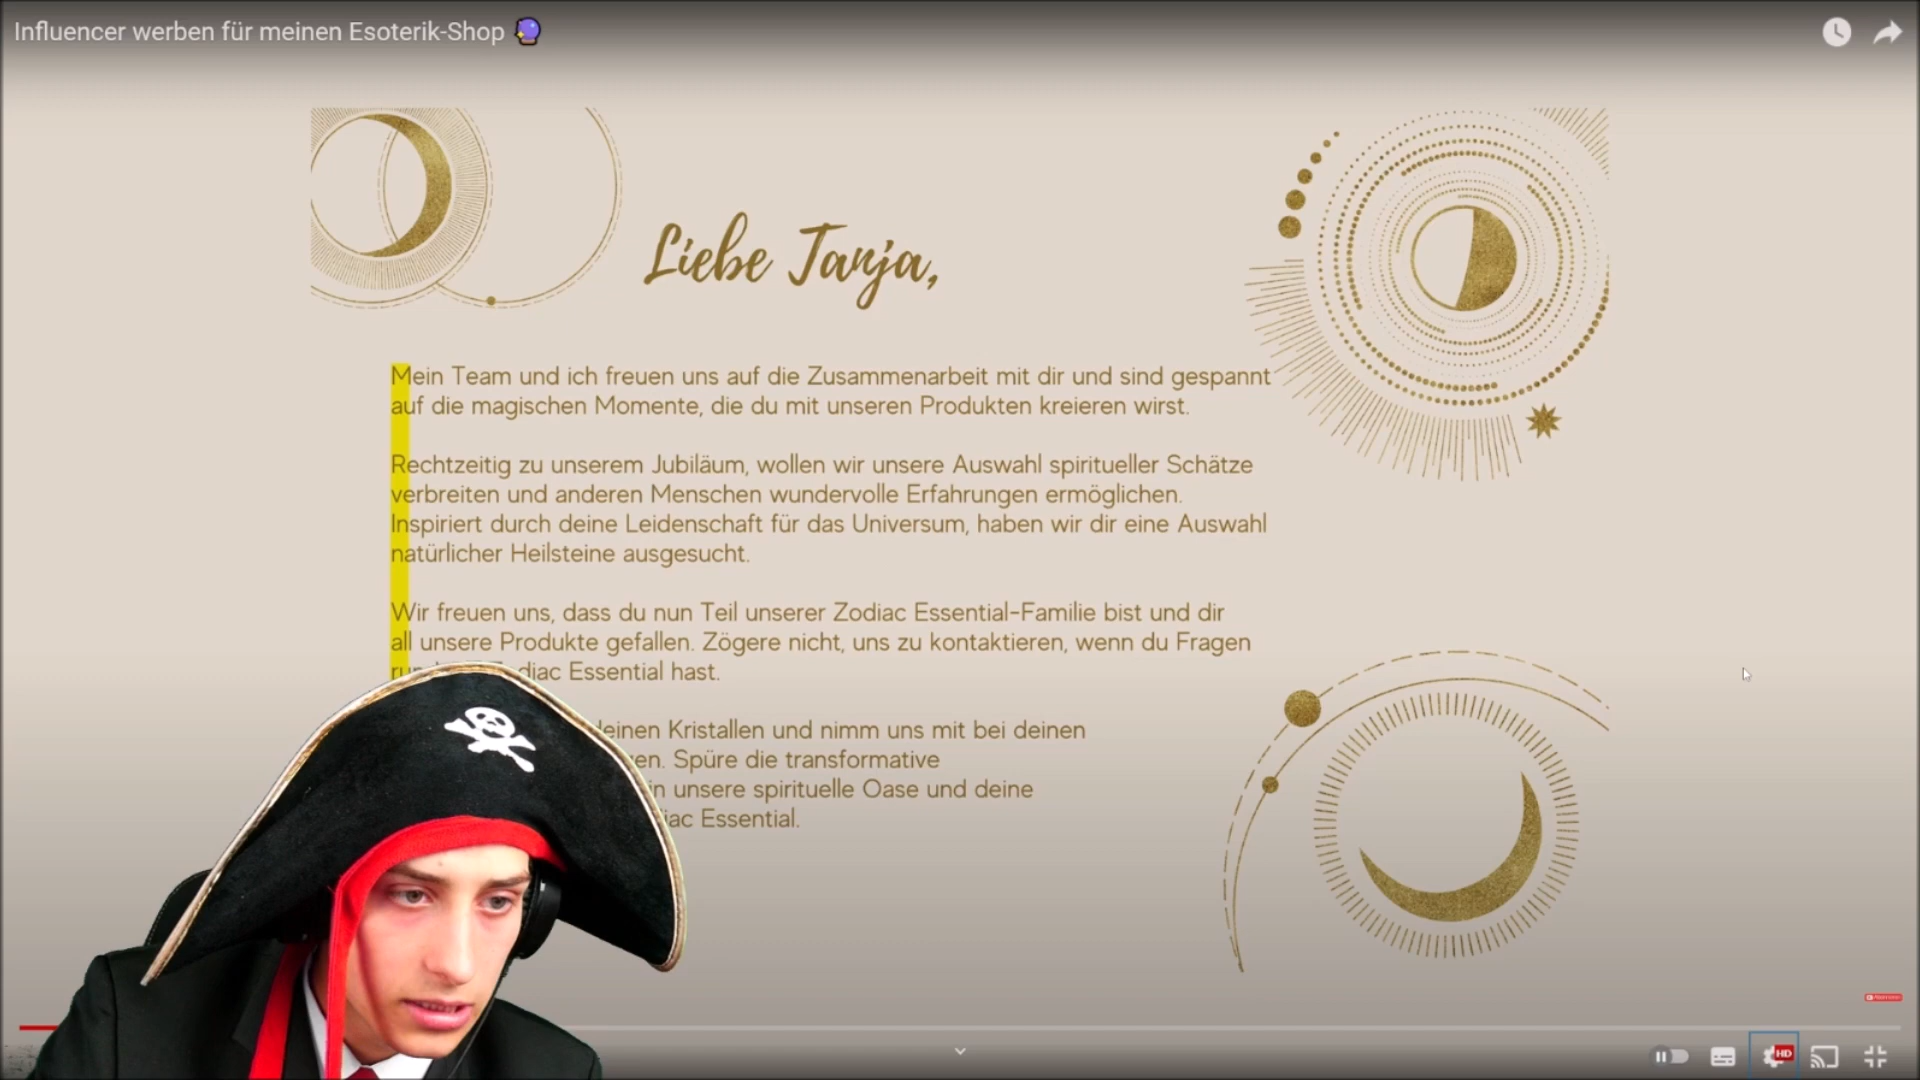 Influencer werben für meinen Esoterik-Shop
Liebe Tanja,
Mein Team und ich freuen uns auf die Zusammenarbeit mit dir und sind gespannt
auf die magischen Momente, die du mit unseren Produkten kreieren wirst.
Rechtzeitig zu unserem Jubiläum, wollen wir unsere Auswahl spiritueller Schätze
verbreiten und anderen Menschen wundervolle Erfahrungen ermöglichen.
Inspiriert durch deine Leidenschaft für das Universum, haben wir dir eine Auswahl
natürlicher Heilsteine ausgesucht.
Wir freuen uns, dass du nun Teil unserer Zodiac Essential-Familie bist und dir
all unsere Produkte gefallen. Zögere nicht, uns zu kontaktieren, wenn du Fragen
Essential hast.
Kristallen und nimm uns mit bei deinen
Spüre die transformative
unsere spirituelle Oase und deine
Essential.
HD